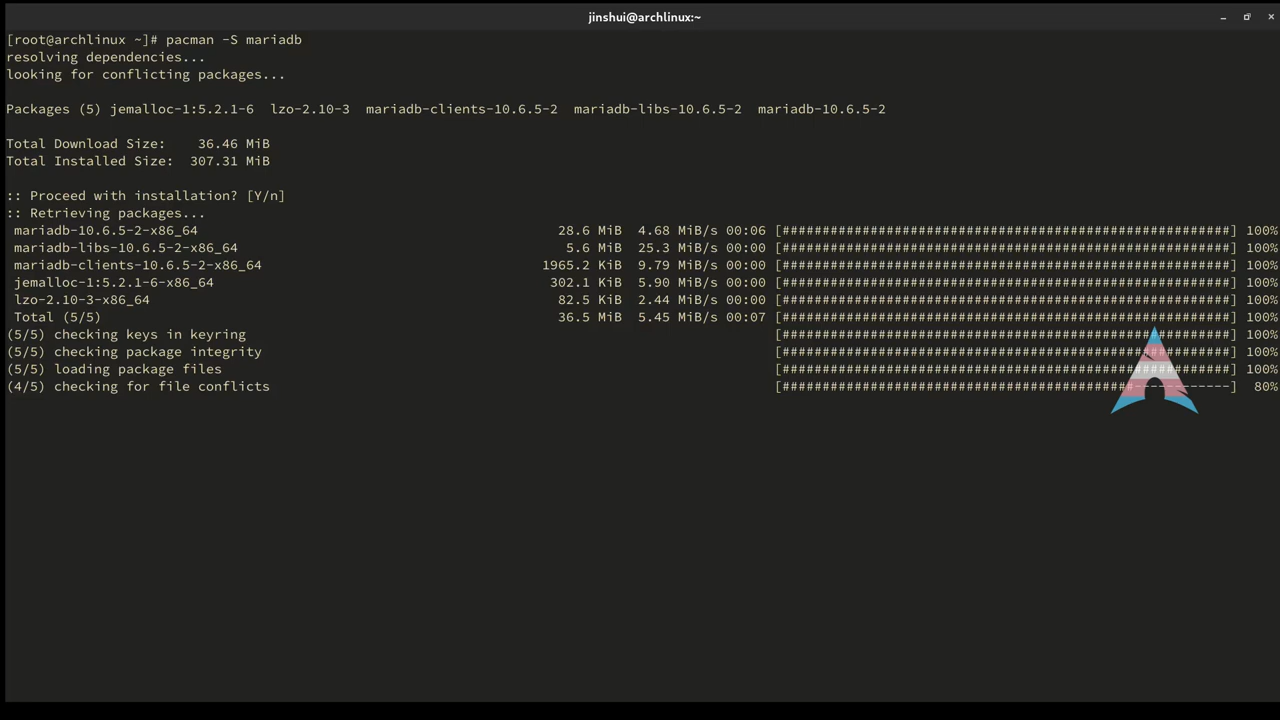 jinshui@archlinux:~
[root@archlinux ~]# pacman -S mariadb
resolving dependencies...
looking for conflicting packages...
Packages (5) jemalloc-1:5.2.1-6  lzo-2.10-3  mariadb-clients-10.6.5-2  mariadb-libs-10.6.5-2  mariadb-10.6.5-2
Total Download Size:    36.46 MiB
Total Installed Size:  307.31 MiB
:: Proceed with installation? [Y/n]
:: Retrieving packages...
mariadb-10.6.5-2-x86_64 28.6 MiB 4.68 MiB/s 00:06 [########################################################] 100%
mariadb-libs-10.6.5-2-x86_64 5.6 MiB 25.3 MiB/s 00:00 [########################################################] 100%
mariadb-clients-10.6.5-2-x86_64 1965.2 KiB 9.79 MiB/s 00:00 [########################################################] 100%
jemalloc-1:5.2.1-6-x86_64 302.1 KiB 5.90 MiB/s 00:00 [########################################################] 100%
lzo-2.10-3-x86_64 82.5 KiB 2.44 MiB/s 00:00 [########################################################] 100%
Total (5/5) 36.5 MiB 5.45 MiB/s 00:07 [########################################################] 100%
(5/5) checking keys in keyring [########################################################] 100%
(5/5) checking package integrity [########################################################] 100%
(5/5) loading package files [########################################################] 100%
(4/5) checking for file conflicts [############################################------------] 80%